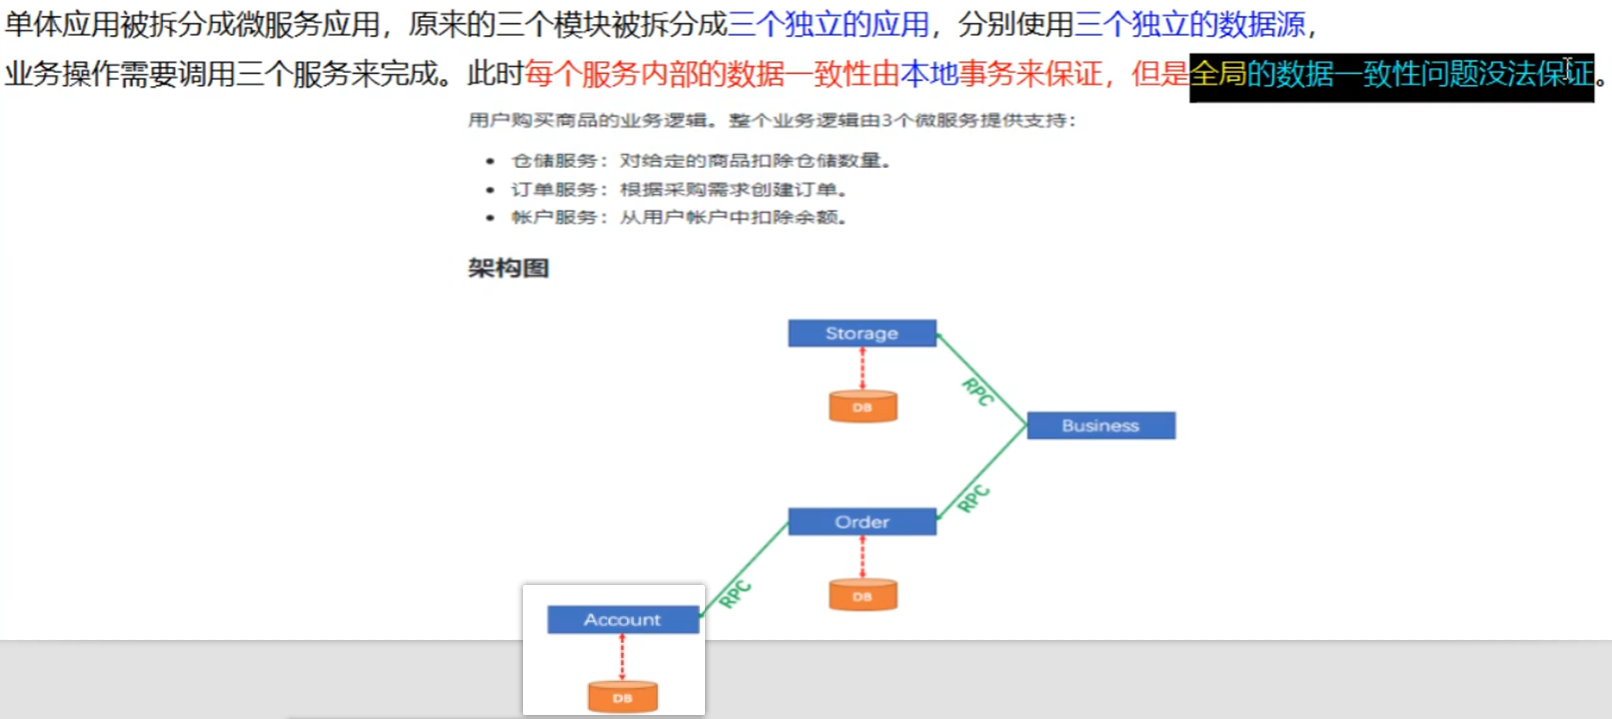 单体应用被拆分成微服务应用，原来的三个模块被拆分成三个独立的应用，分别使用三个独立的数据源，
业务操作需要调用三个服务来完成。此时每个服务内部的数据一致性由本地事务来保证，但是全局的数据一致性问题没法保证。
用户购买商品的业务逻辑。整个业务逻辑由3个微服务提供支持：
• 仓储服务：对给定的商品扣除仓储数量。
• 订单服务：根据采购需求创建订单。
• 帐户服务：从用户帐户中扣除余额。
架构图
Storage
RPC
DB
Business
RPC
Order
RPC
DB
Account
DB